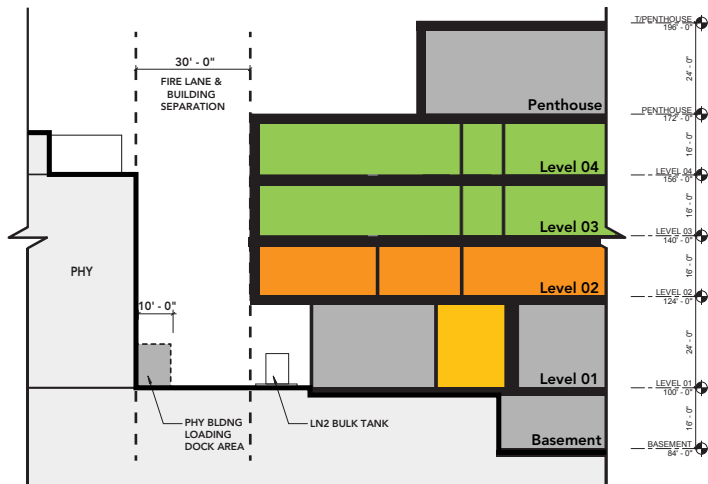 T/PENTHOUSE
196' - 0"
24' - 0"
30' - 0"
FIRE LANE &
BUILDING
SEPARATION
Penthouse
PENTHOUSE
172' - 0"
16' - 0"
Level 04
LEVEL 04
156' - 0"
16' - 0"
Level 03
LEVEL 03
140' - 0"
16' - 0"
PHY
Level 02
LEVEL 02
124' - 0"
10' - 0"
24' - 0"
Level 01
LEVEL 01
100' - 0"
PHY BLDNG
LOADING
DOCK AREA
LN2 BULK TANK
16' - 0"
Basement
BASEMENT
84' - 0"